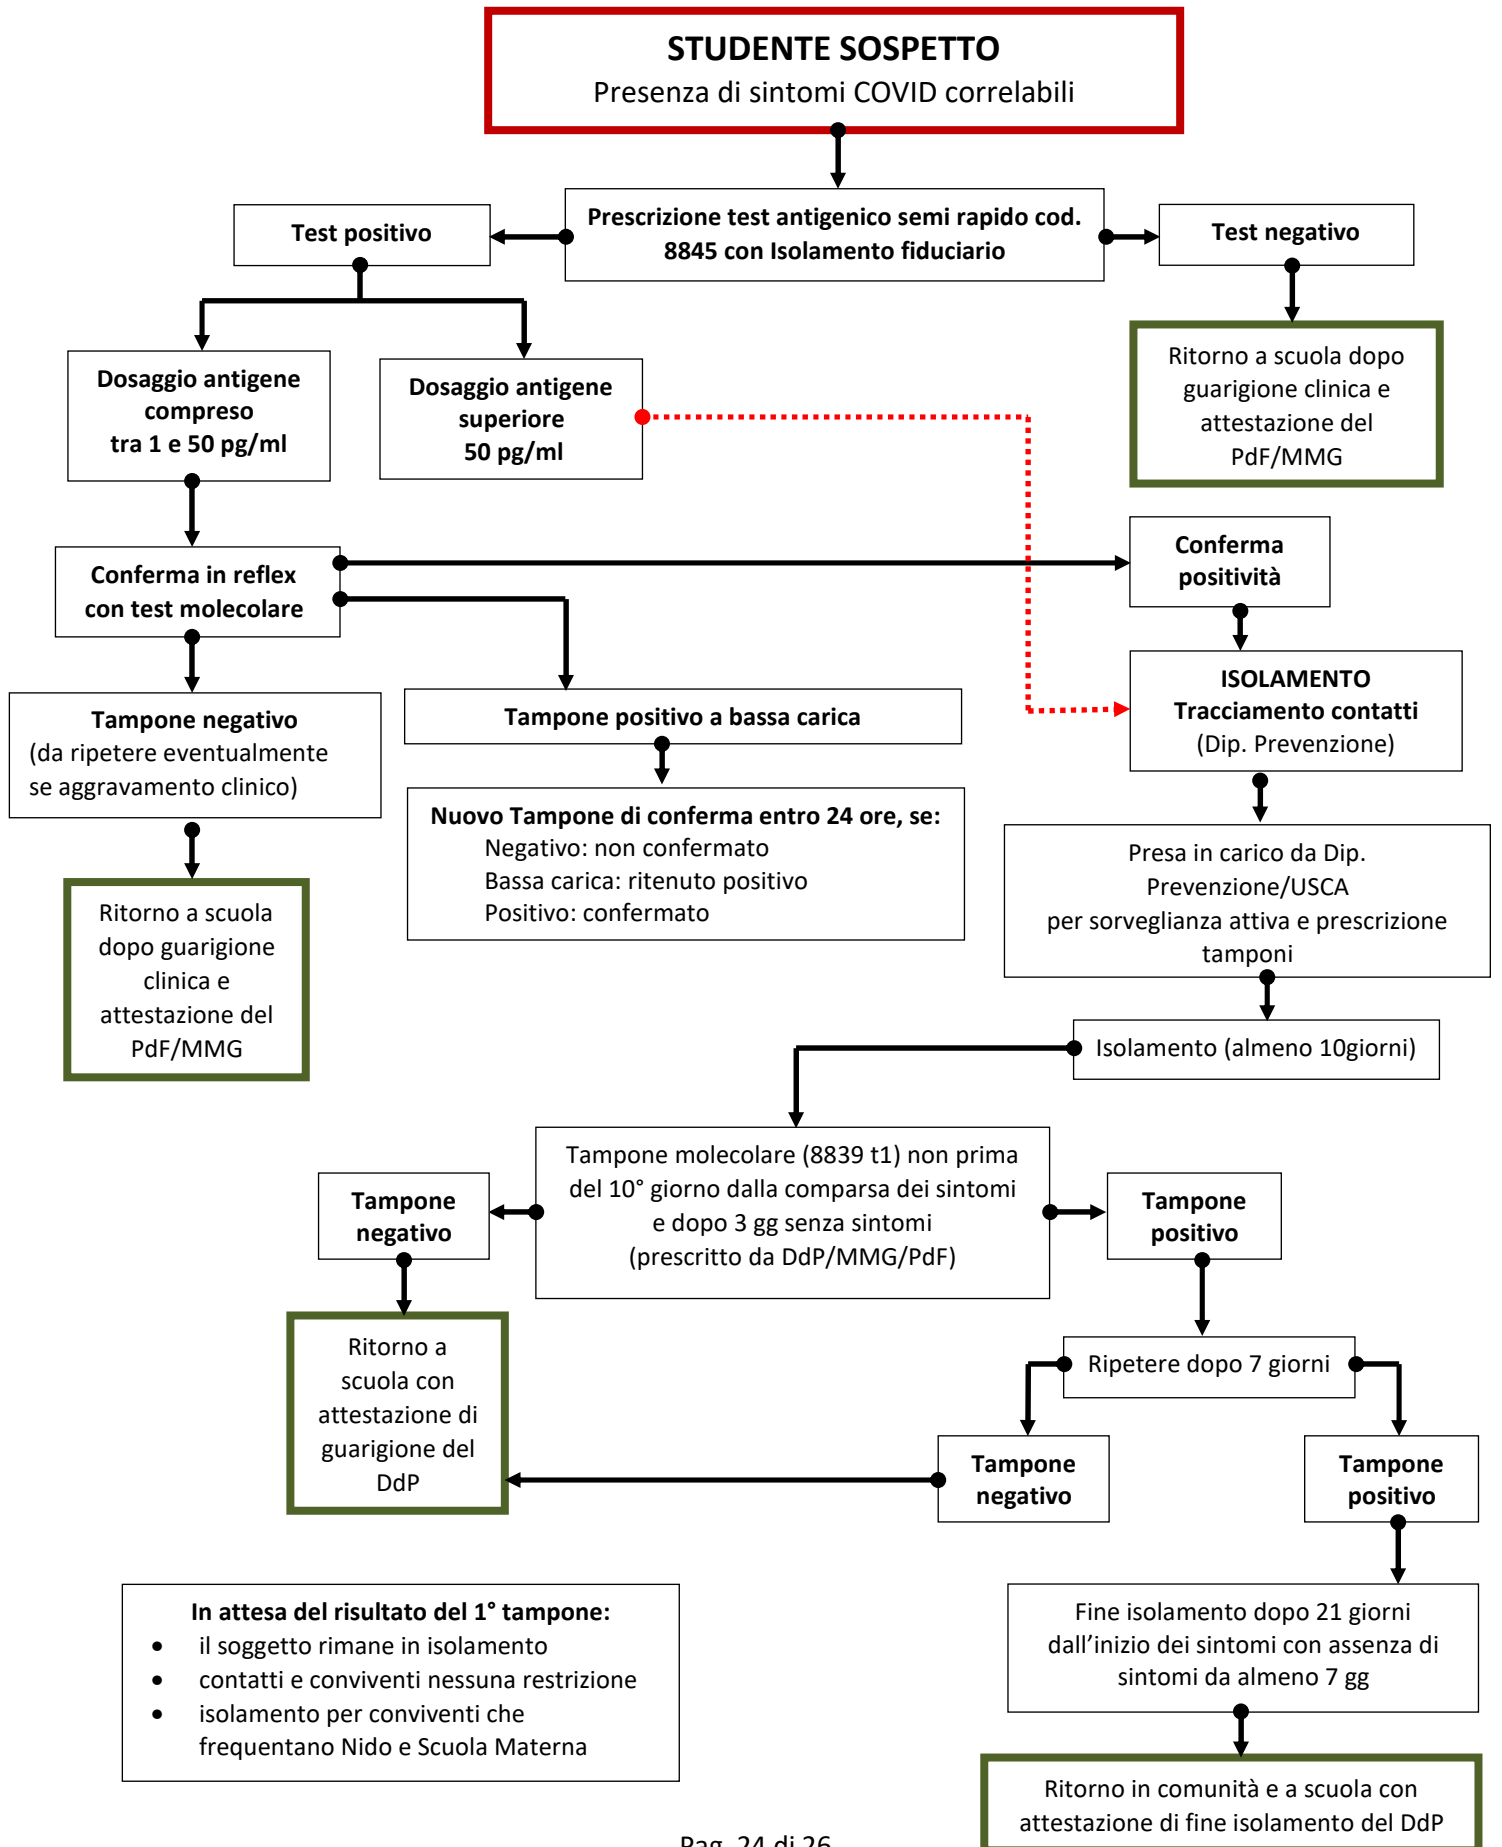 STUDENTE SOSPETTO
Presenza di sintomi COVID correlabili
Prescrizione test antigenico semi rapido cod.
8845 con Isolamento fiduciario
Test positivo
Test negativo
Ritorno a scuola dopo
guarigione clinica e
attestazione del
PdF/MMG
Dosaggio antigene
compreso
tra 1 e 50 pg/ml
Dosaggio antigene
superiore
50 pg/ml
Conferma in reflex
con test molecolare
Conferma
positività
Tampone negativo
(da ripetere eventualmente
se aggravamento clinico)
Tampone positivo a bassa carica
ISOLAMENTO
Tracciamento contatti
(Dip. Prevenzione)
Nuovo Tampone di conferma entro 24 ore, se:
Negativo: non confermato
Bassa carica: ritenuto positivo
Positivo: confermato
Presa in carico da Dip.
Prevenzione/USCA
per sorveglianza attiva e prescrizione
tamponi
Ritorno a scuola
dopo guarigione
clinica e
attestazione del
PdF/MMG
Isolamento (almeno 10giorni)
Tampone molecolare (8839 t1) non prima
del 10° giorno dalla comparsa dei sintomi
e dopo 3 gg senza sintomi
(prescritto da DdP/MMG/PdF)
Tampone
negativo
Tampone
positivo
Ritorno a
scuola con
attestazione di
guarigione del
DdP
Ripetere dopo 7 giorni
Tampone
negativo
Tampone
positivo
In attesa del risultato del 1° tampone:
• il soggetto rimane in isolamento
• contatti e conviventi nessuna restrizione
• isolamento per conviventi che
frequentano Nido e Scuola Materna
Fine isolamento dopo 21 giorni
dall'inizio dei sintomi con assenza di
sintomi da almeno 7 gg
Ritorno in comunità e a scuola con
attestazione di fine isolamento del DdP
Pag. 24 di 26